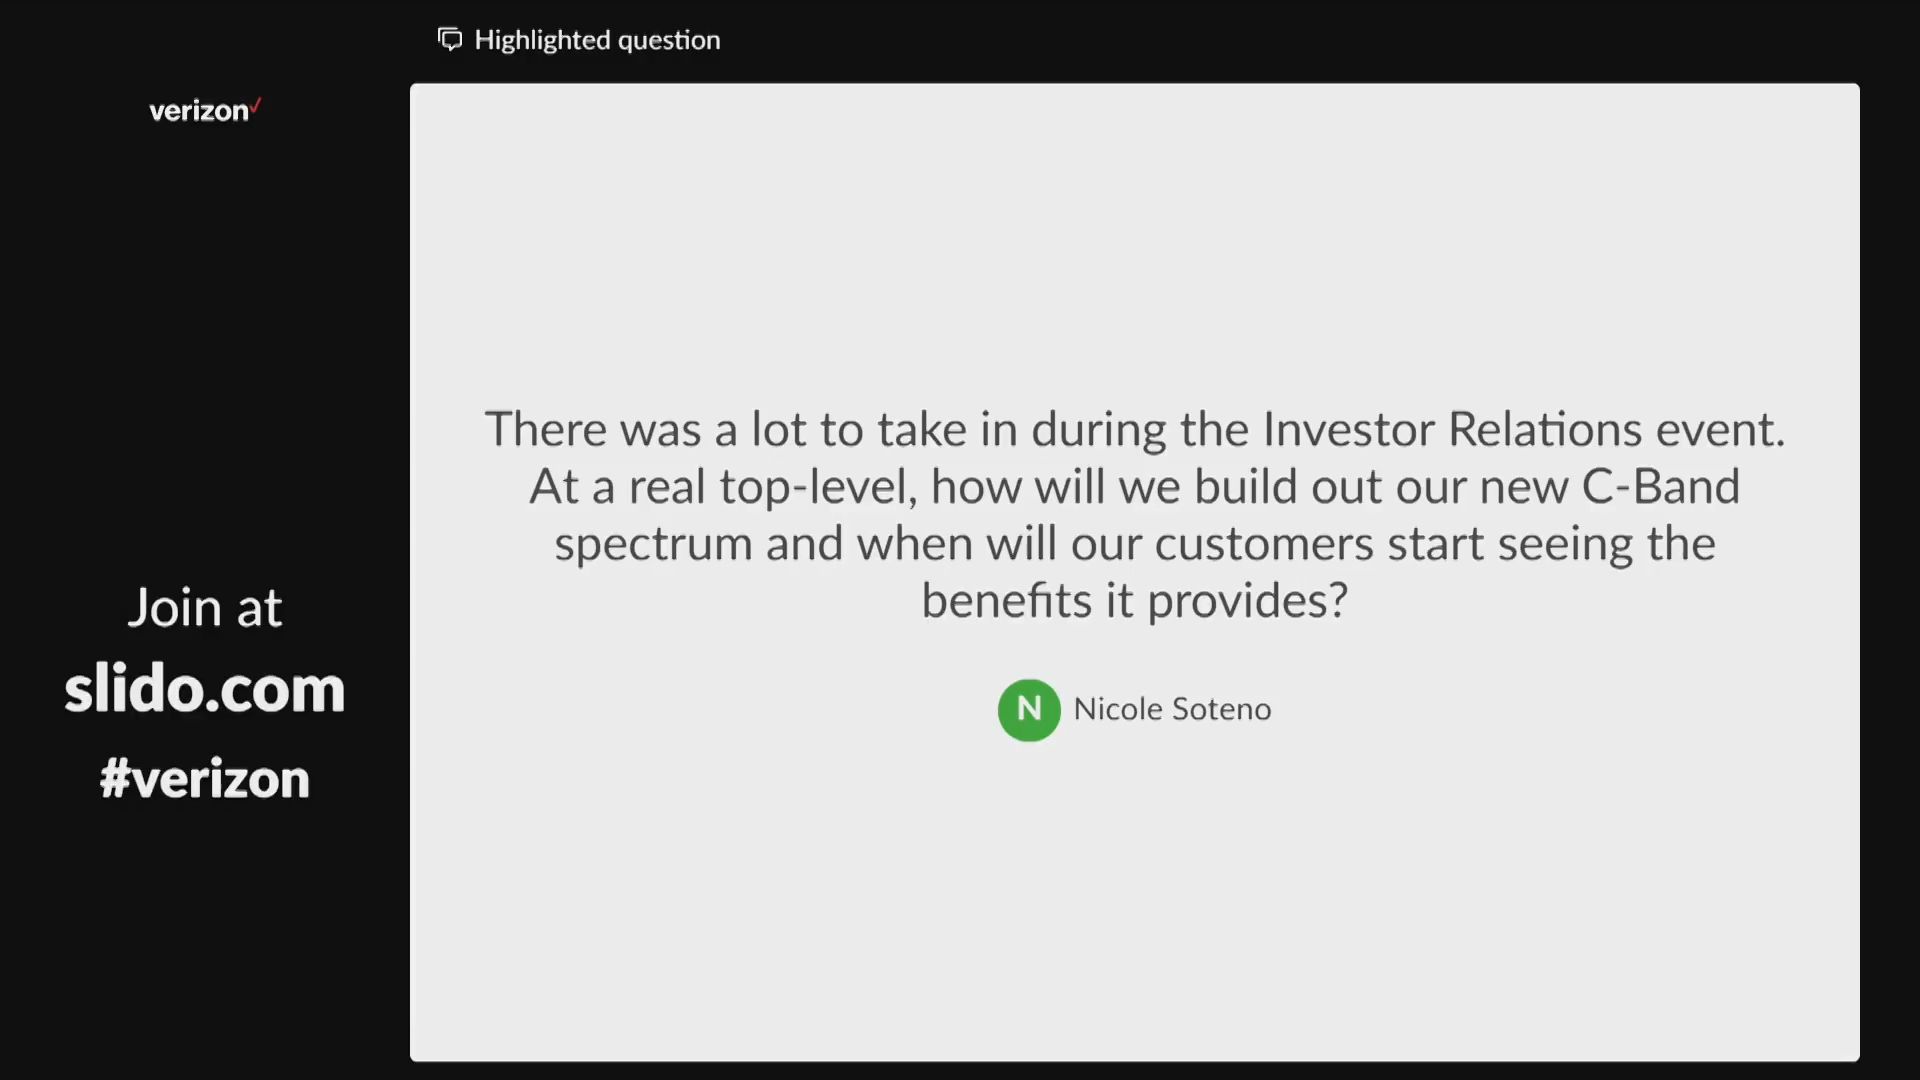 Highlighted question
verizon
There was a lot to take in during the Investor Relations event.
At a real top-level, how will we build out our new C-Band
spectrum and when will our customers start seeing the
benefits it provides?
N Nicole Soteno
Join at
slido.com
#verizon